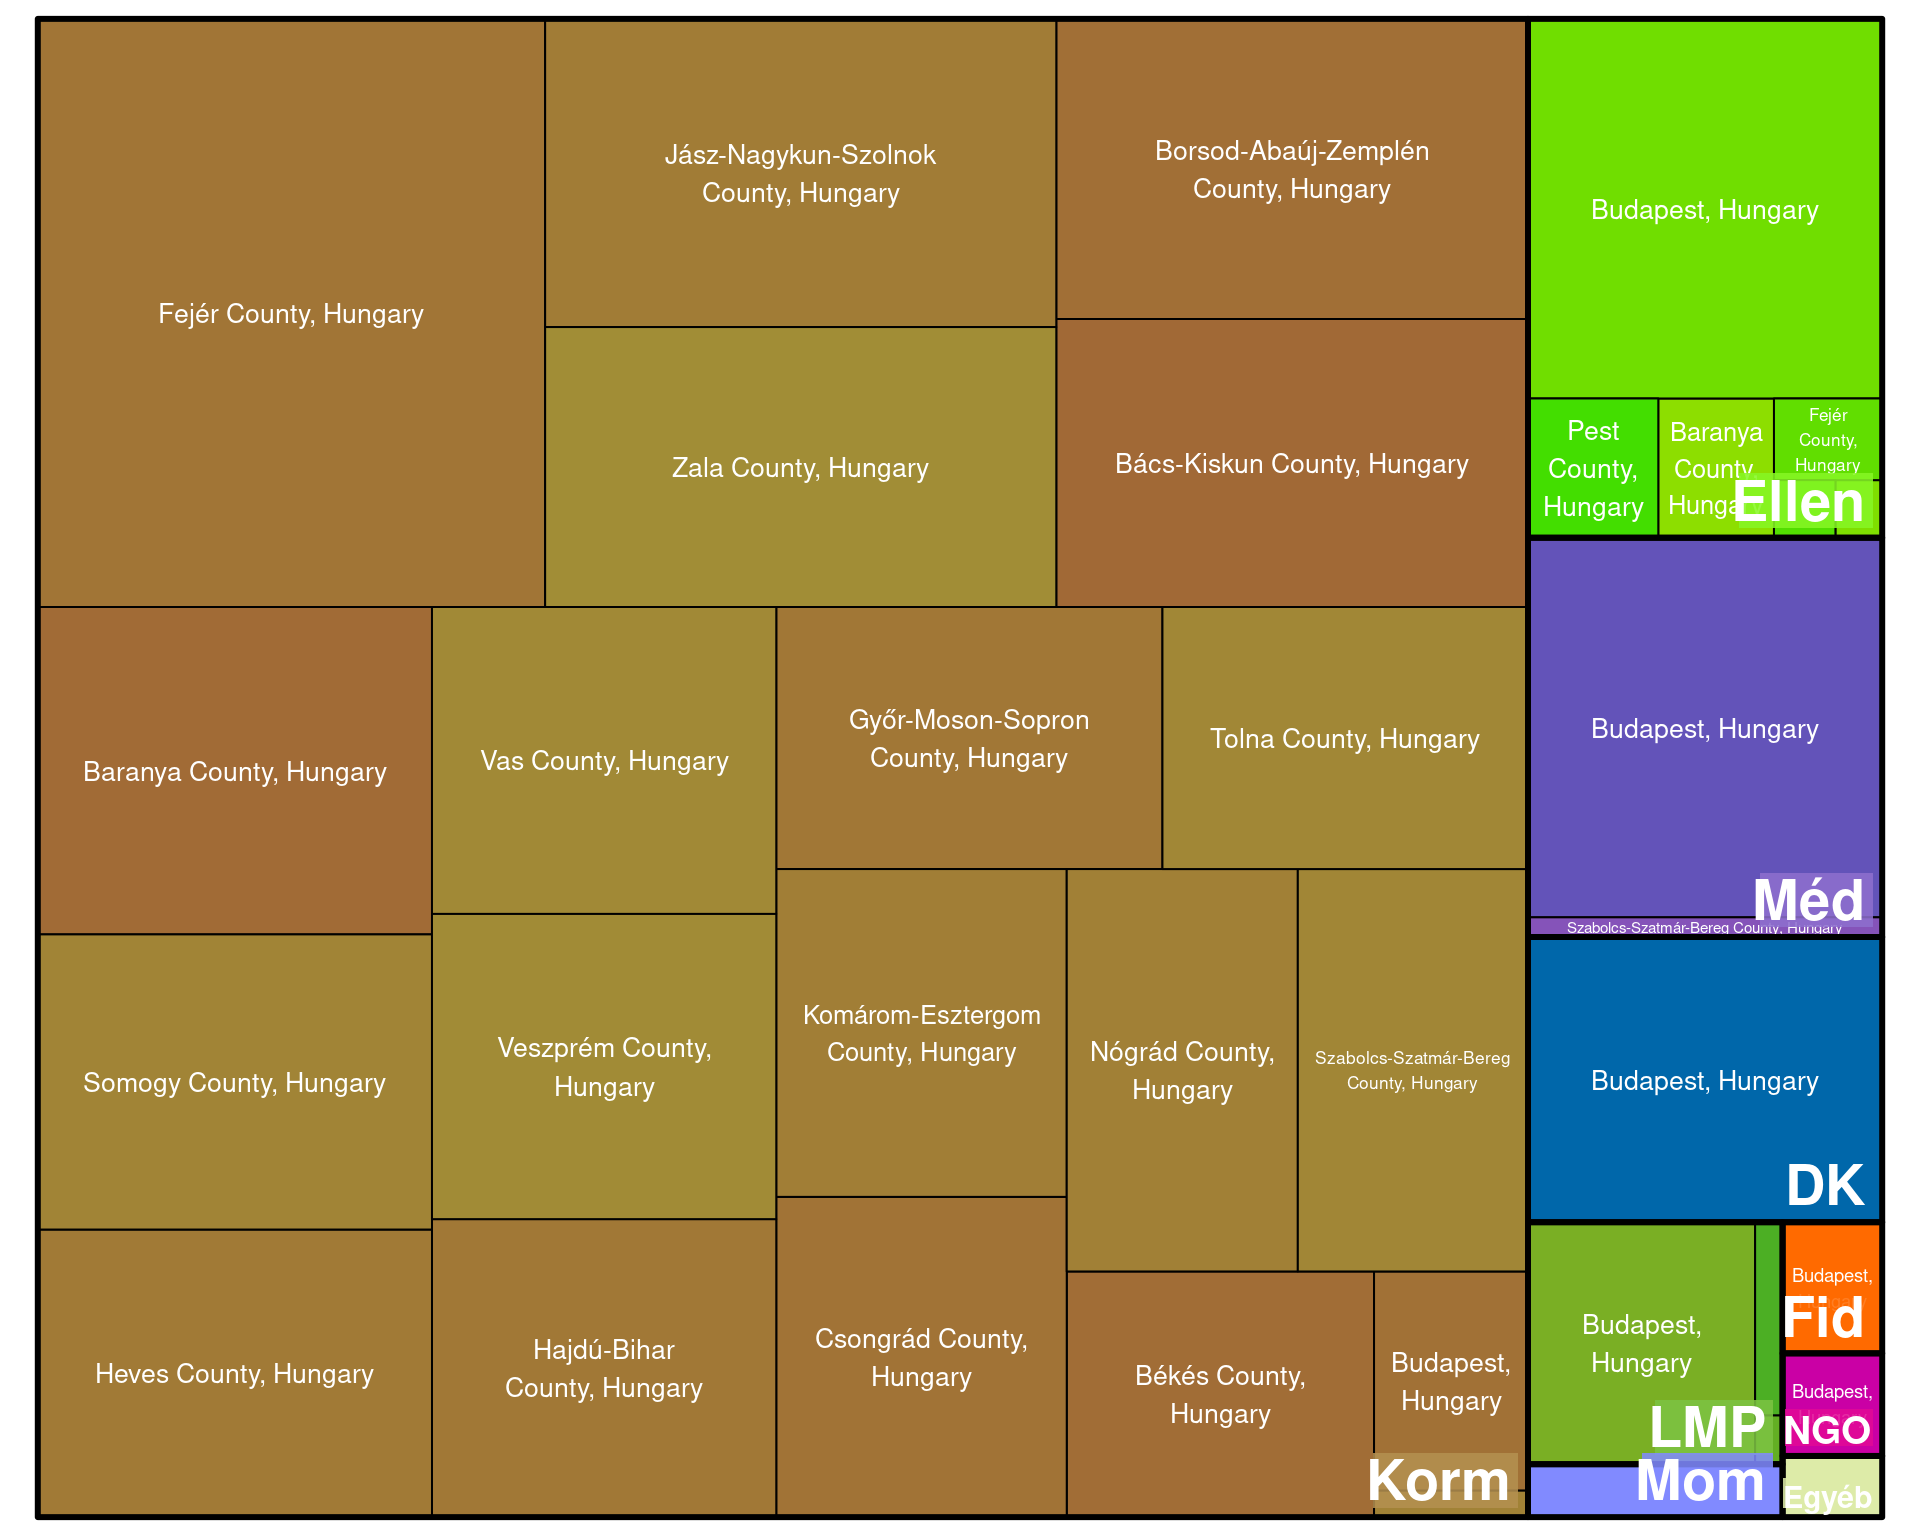 Fejér County, Hungary
Jász-Nagykun-Szolnok
County, Hungary
Zala County, Hungary
Borsod-Abaúj-Zemplén
County, Hungary
Bács-Kiskun County, Hungary
Baranya County, Hungary
Somogy County, Hungary
Heves County, Hungary
Vas County, Hungary
Veszprém County,
Hungary
Hajdú-Bihar
County, Hungary
Győr-Moson-Sopron
County, Hungary
Tolna County, Hungary
Komárom-Esztergom
County, Hungary
Csongrád County,
Hungary
Nógrád County,
Hungary
Szabolcs-Szatmár-Bereg
County, Hungary
Békés County,
Hungary
Budapest,
Hungary
Korm
Budapest, Hungary
Pest
County,
Hungary
Baranya
County,
Hungary
Fejér
County,
Hungary
Ellen
Budapest, Hungary
Szabolcs-Szatmár-Bereg County, Hungary
Méd
Budapest, Hungary
DK
Budapest,
Hungary
LMP
Mom
Budapest,
Fid
Budapest,
NGO
Egyéb